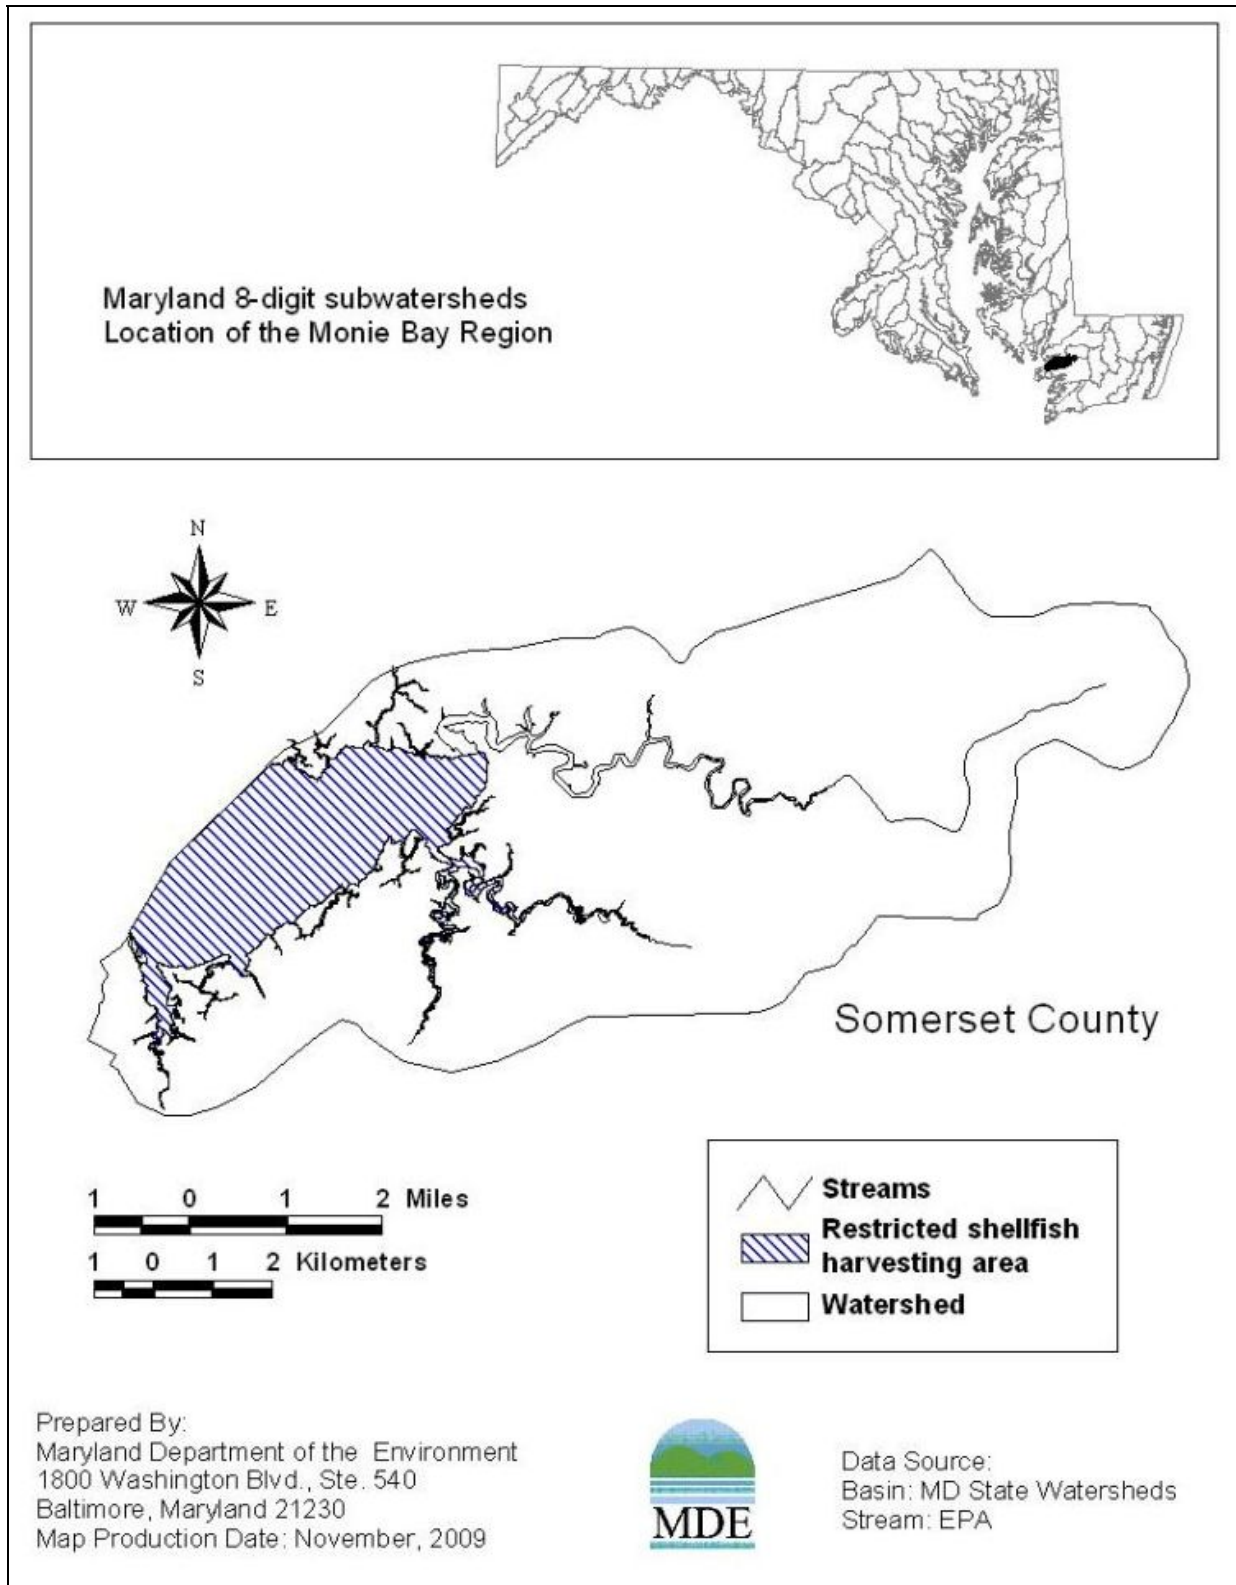 Maryland 8-digit subwatersheds
Location of the Monie Bay Region
N
W E
S
Somerset County
1 0 1 2 Miles
1 0 1 2 Kilometers
Streams
Restricted shellfish
harvesting area
Watershed
Prepared By:
Maryland Department of the Environment
1800 Washington Blvd., Ste. 540
Baltimore, Maryland 21230
Map Production Date: November, 2009
MDE
Data Source:
Basin: MD State Watersheds
Stream: EPA